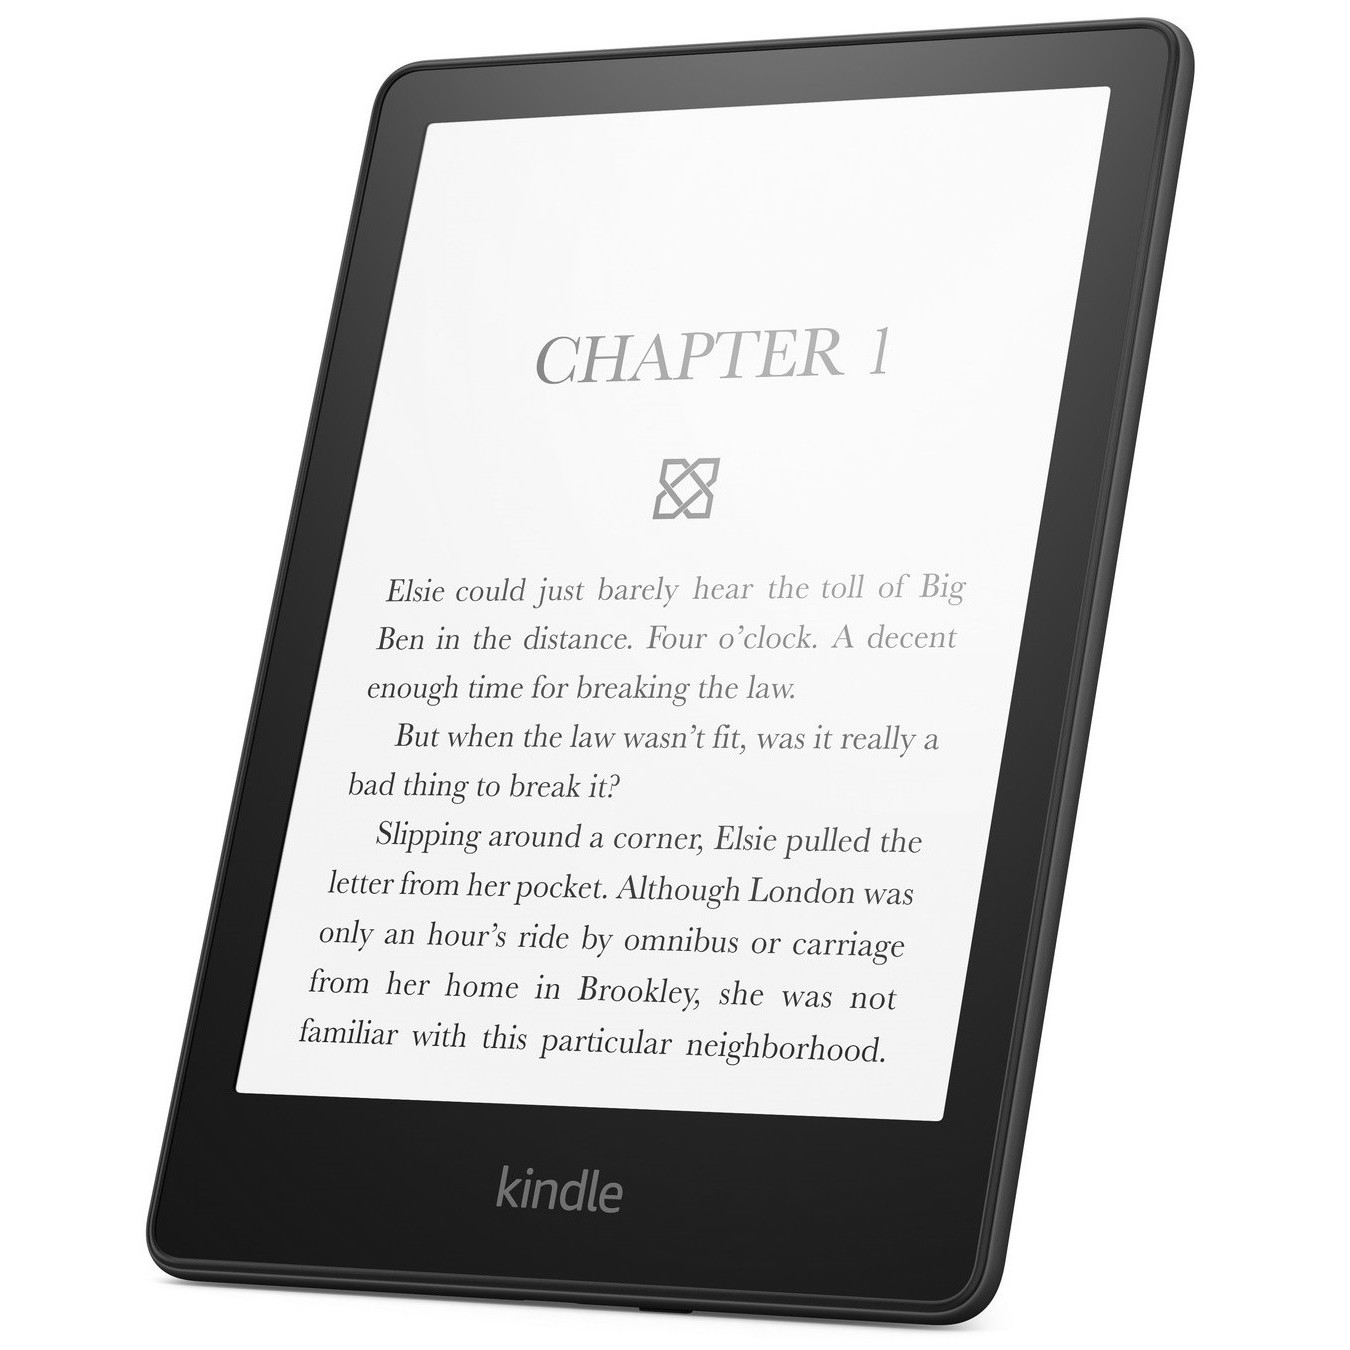 CHAPTER 1
Elsie could just barely hear the toll of Big
Ben in the distance. Four o’clock. A decent
enough time for breaking the law.
But when the law wasn’t fit, was it really a
bad thing to break it?
Slipping around a corner, Elsie pulled the
letter from her pocket. Although London was
only an hour’s ride by omnibus or carriage
from her home in Brookley, she was not
familiar with this particular neighborhood.
kindle